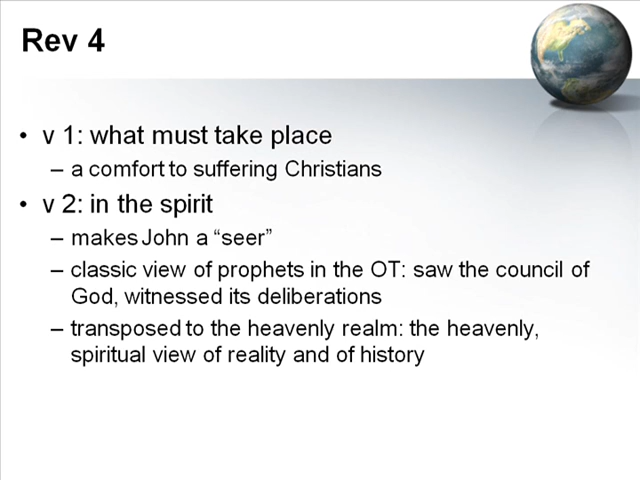 Rev 4
• v 1: what must take place
– a comfort to suffering Christians
• v 2: in the spirit
– makes John a “seer”
– classic view of prophets in the OT: saw the council of
God, witnessed its deliberations
– transposed to the heavenly realm: the heavenly,
spiritual view of reality and of history